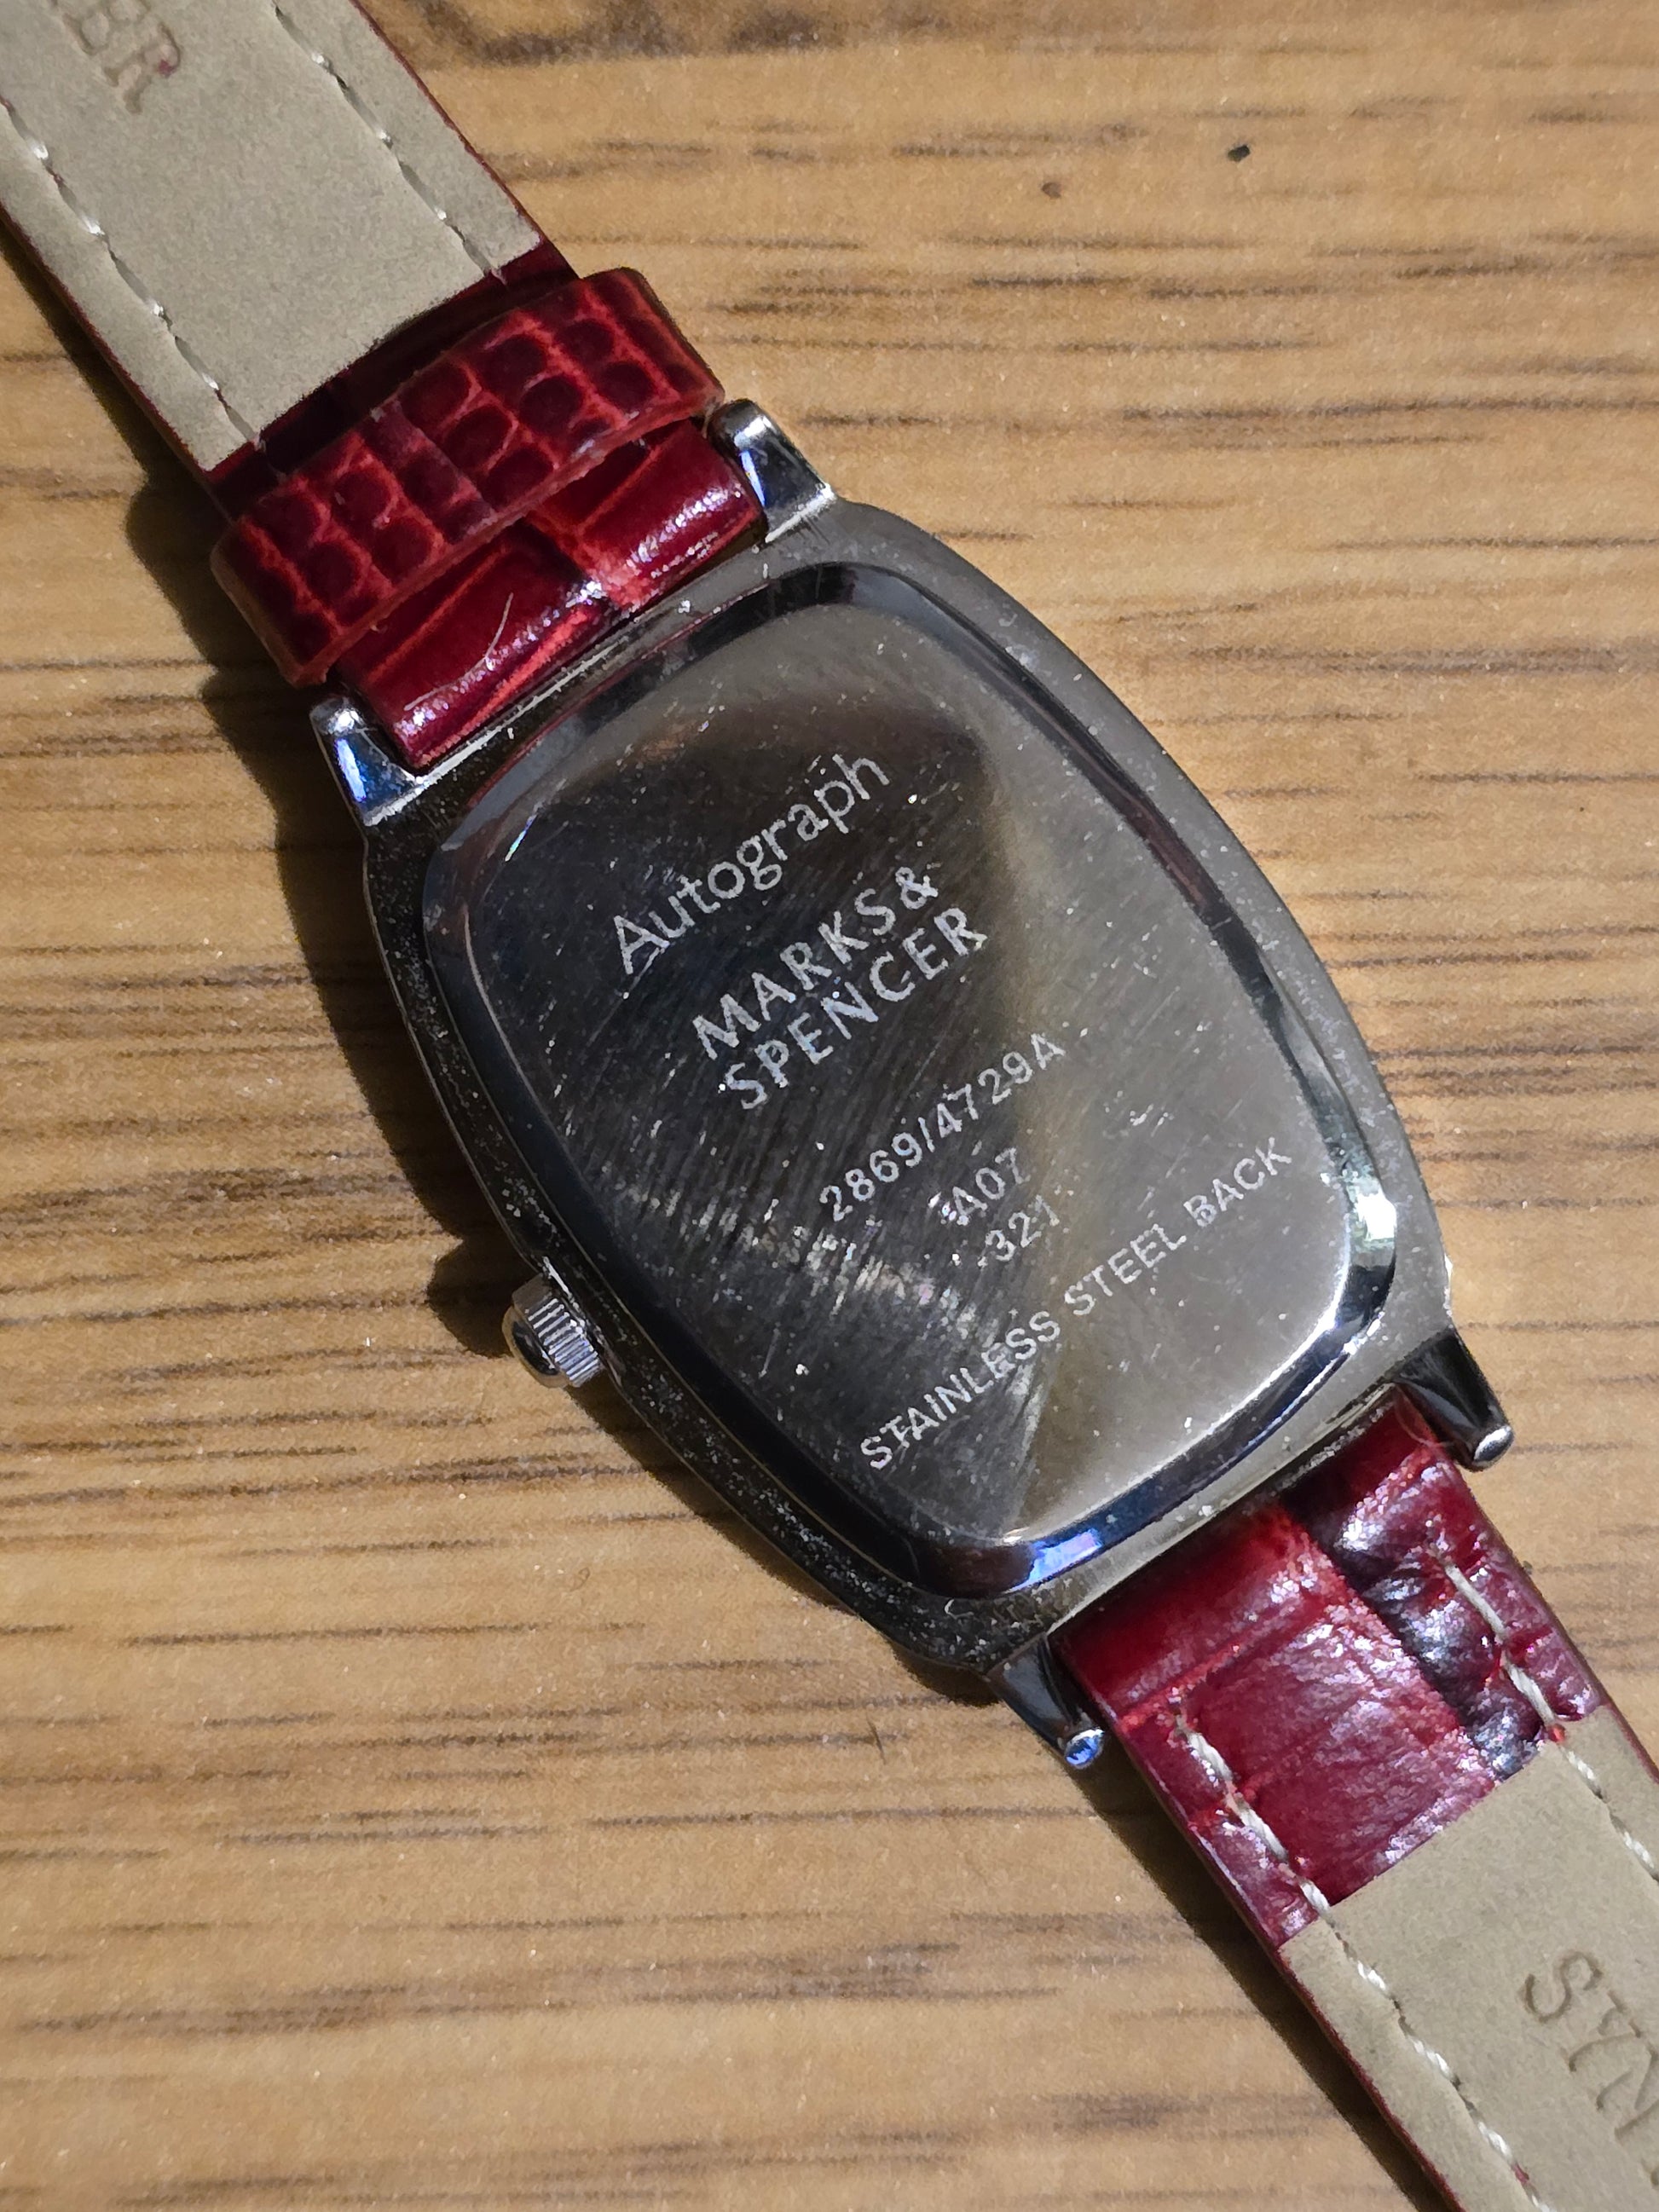 Autograph
MARKS &
SPENCER
2869/4729A
A07
321
STAINLESS STEEL BACK